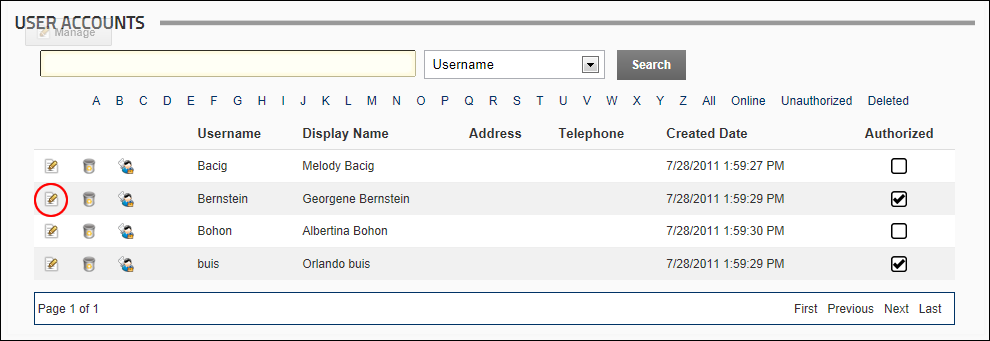 USER ACCOUNTS
Manage
Username Search
A B C D E F G H I J K L M N O P Q R S T U V W X Y Z All Online Unauthorized Deleted
Username Display Name Address Telephone Created Date Authorized
Bacig Melody Bacig 7/28/2011 1:59:27 PM
Bernstein Georgene Bernstein 7/28/2011 1:59:29 PM
Bohon Albertina Bohon 7/28/2011 1:59:30 PM
buis Orlando buis 7/28/2011 1:59:29 PM
Page 1 of 1 First Previous Next Last